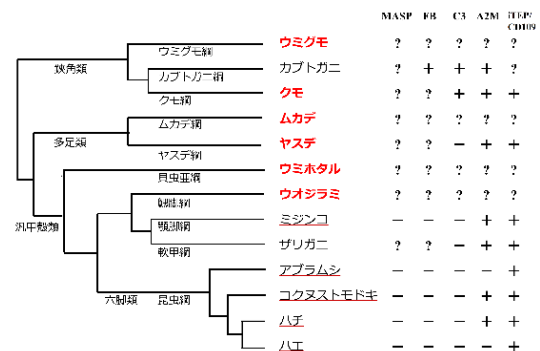 MASP FB C3 A2M iTEP/CD109
ウミグモ綱 ウミグモ ? ? ? ? ?
鋏角類
カブトガニ綱 カブトガニ ? + + + ?
クモ綱 クモ ? ? + + +
ムカデ綱 ムカデ ? ? ? ? ?
多足類
ヤスデ綱 ヤスデ ? ? − + +
貝虫亜綱 ウミホタル ? ? ? ? ?
ウオジラミ ? ? ? ? ?
汎甲殻類
鰓脚綱 ミジンコ − − − + +
軟甲綱 ザリガニ ? ? − + +
アブラムシ − − − − +
六脚類 昆虫綱 コクヌストモドキ − − − + +
ハチ − − − + +
ハエ − − − − +